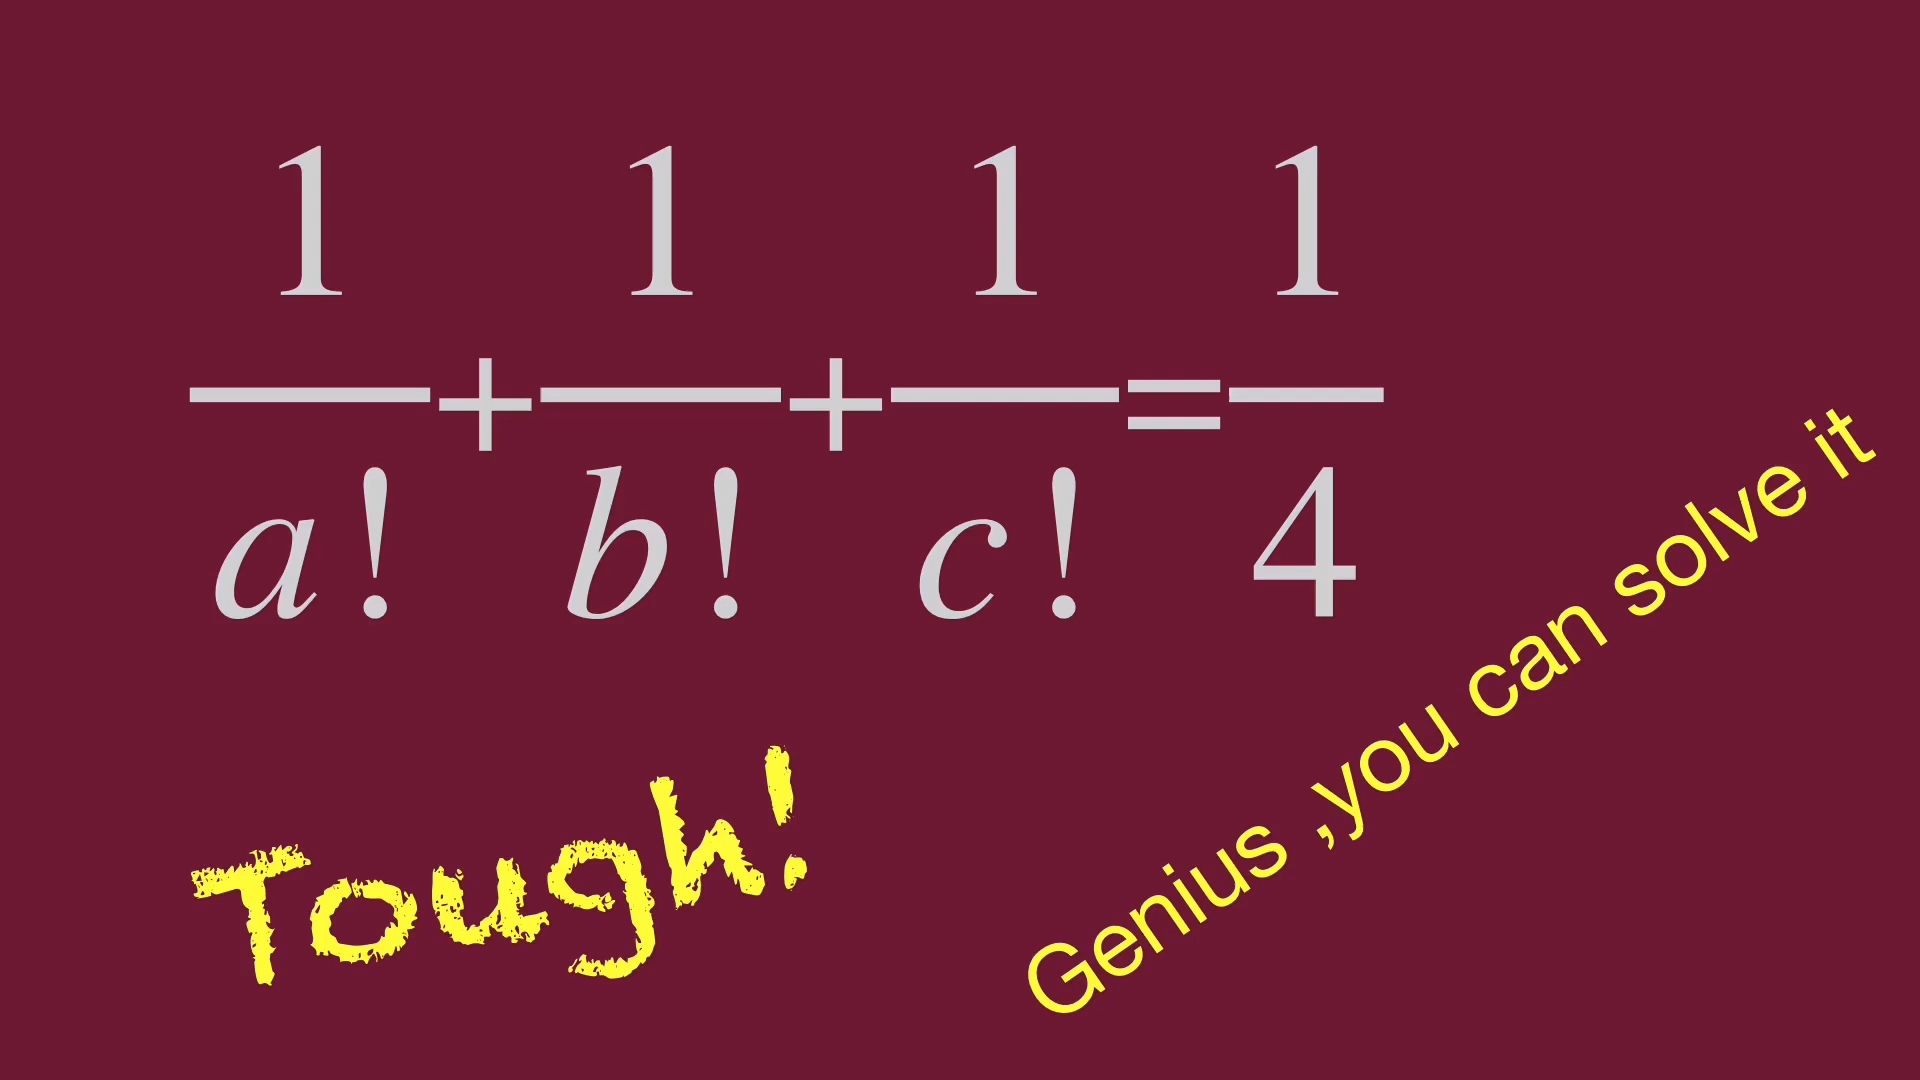 1/a! + 1/b! + 1/c! = 1/4
Tough!
Genius ,you can solve it